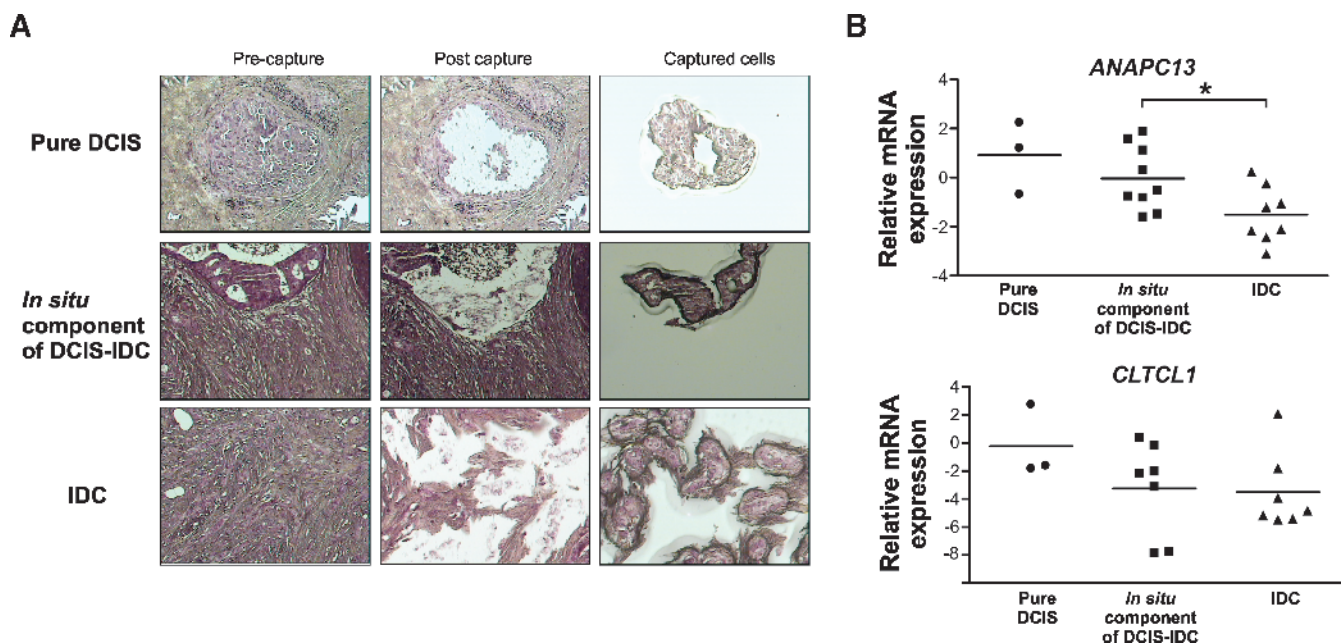 A
Pre-capture
Post capture
Captured cells
Pure DCIS
In situ
component
of DCIS-IDC
IDC
B
ANAPC13
*
Relative mRNA
expression
4
2
0
-2
-4
Pure
DCIS
In situ
component
of DCIS-IDC
IDC
CLTCL1
Relative mRNA
expression
4
2
0
-2
-4
-6
-8
Pure
DCIS
In situ
component
of DCIS-IDC
IDC